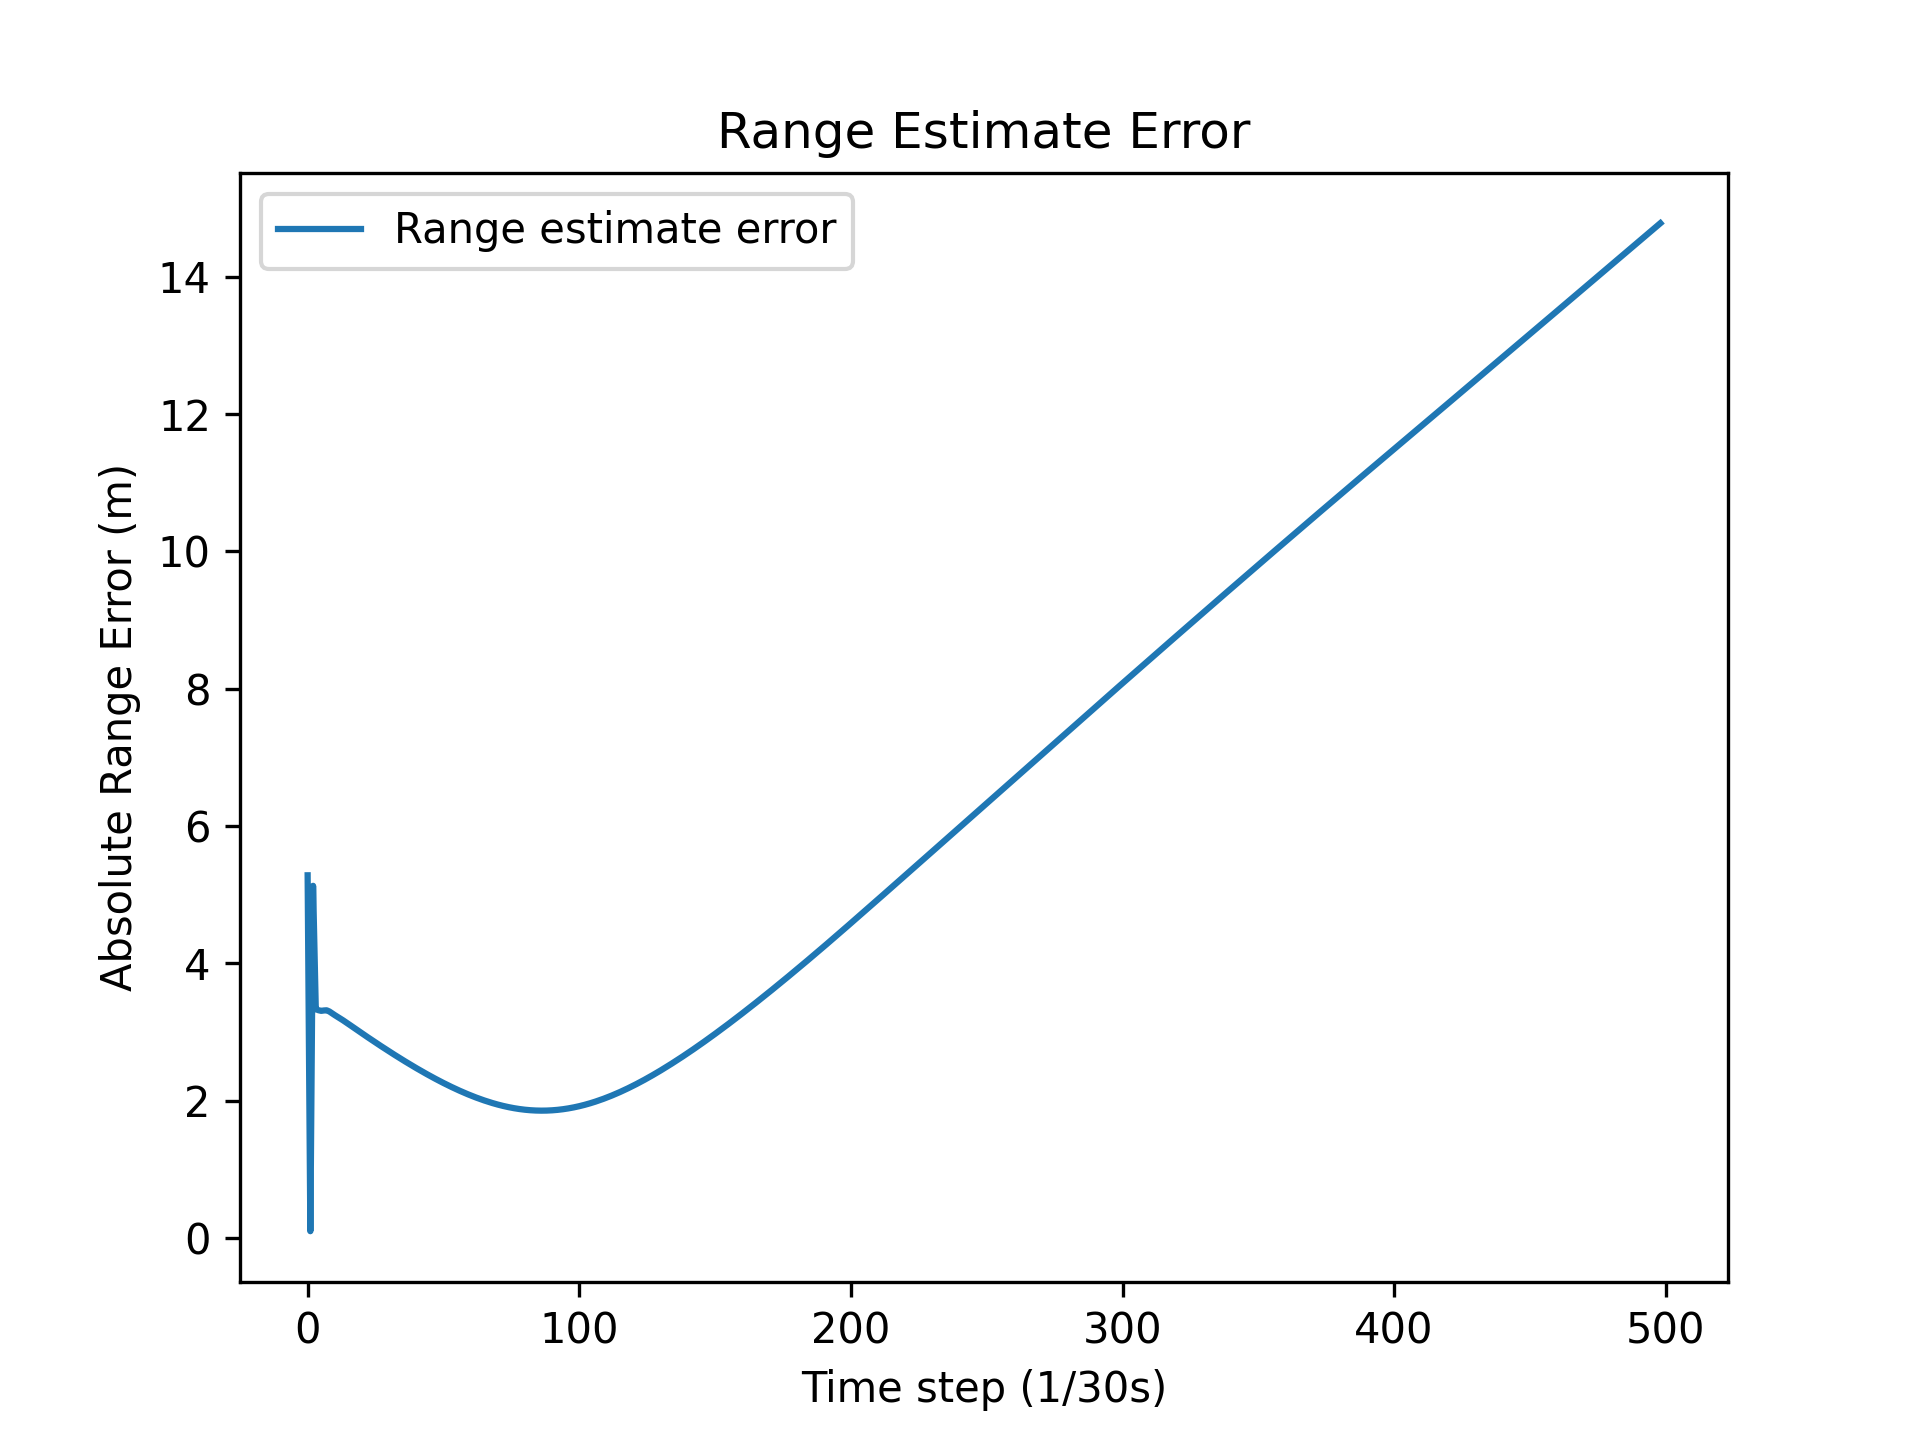 Range Estimate Error
Range estimate error
Absolute Range Error (m)
14
12
10
8
6
4
2
0
0 100 200 300 400 500
Time step (1/30s)